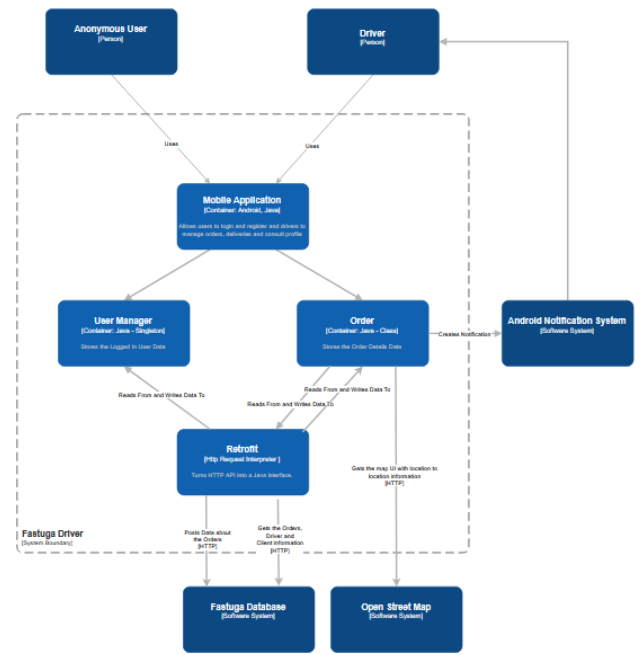 Anonymous User
[Person]
Driver
[Person]
Uses
Uses
Mobile Application
[Container: Android, Java]
Allows users to login and register and drivers to
manage orders, deliveries and consult profile
User Manager
[Container: Java - Singleton]
Stores the Logged in User Data
Order
[Container: Java - Class]
Stores the Order Details Data
Creates Notification
Android Notification System
[Software System]
Reads From and Writes Data To
Reads From and Writes Data To
Reads From and Writes Data To
Retrofit
[Http Request Interpreter ]
Turns HTTP API into a Java interface.
Gets the map UI with location to
location information
[HTTP]
Fastuga Driver
[System Boundary]
Posts Data about
the Orders
[HTTP]
Gets the Orders,
Driver and
Client information
[HTTP]
Fastuga Database
[Software System]
Open Street Map
[Software System]